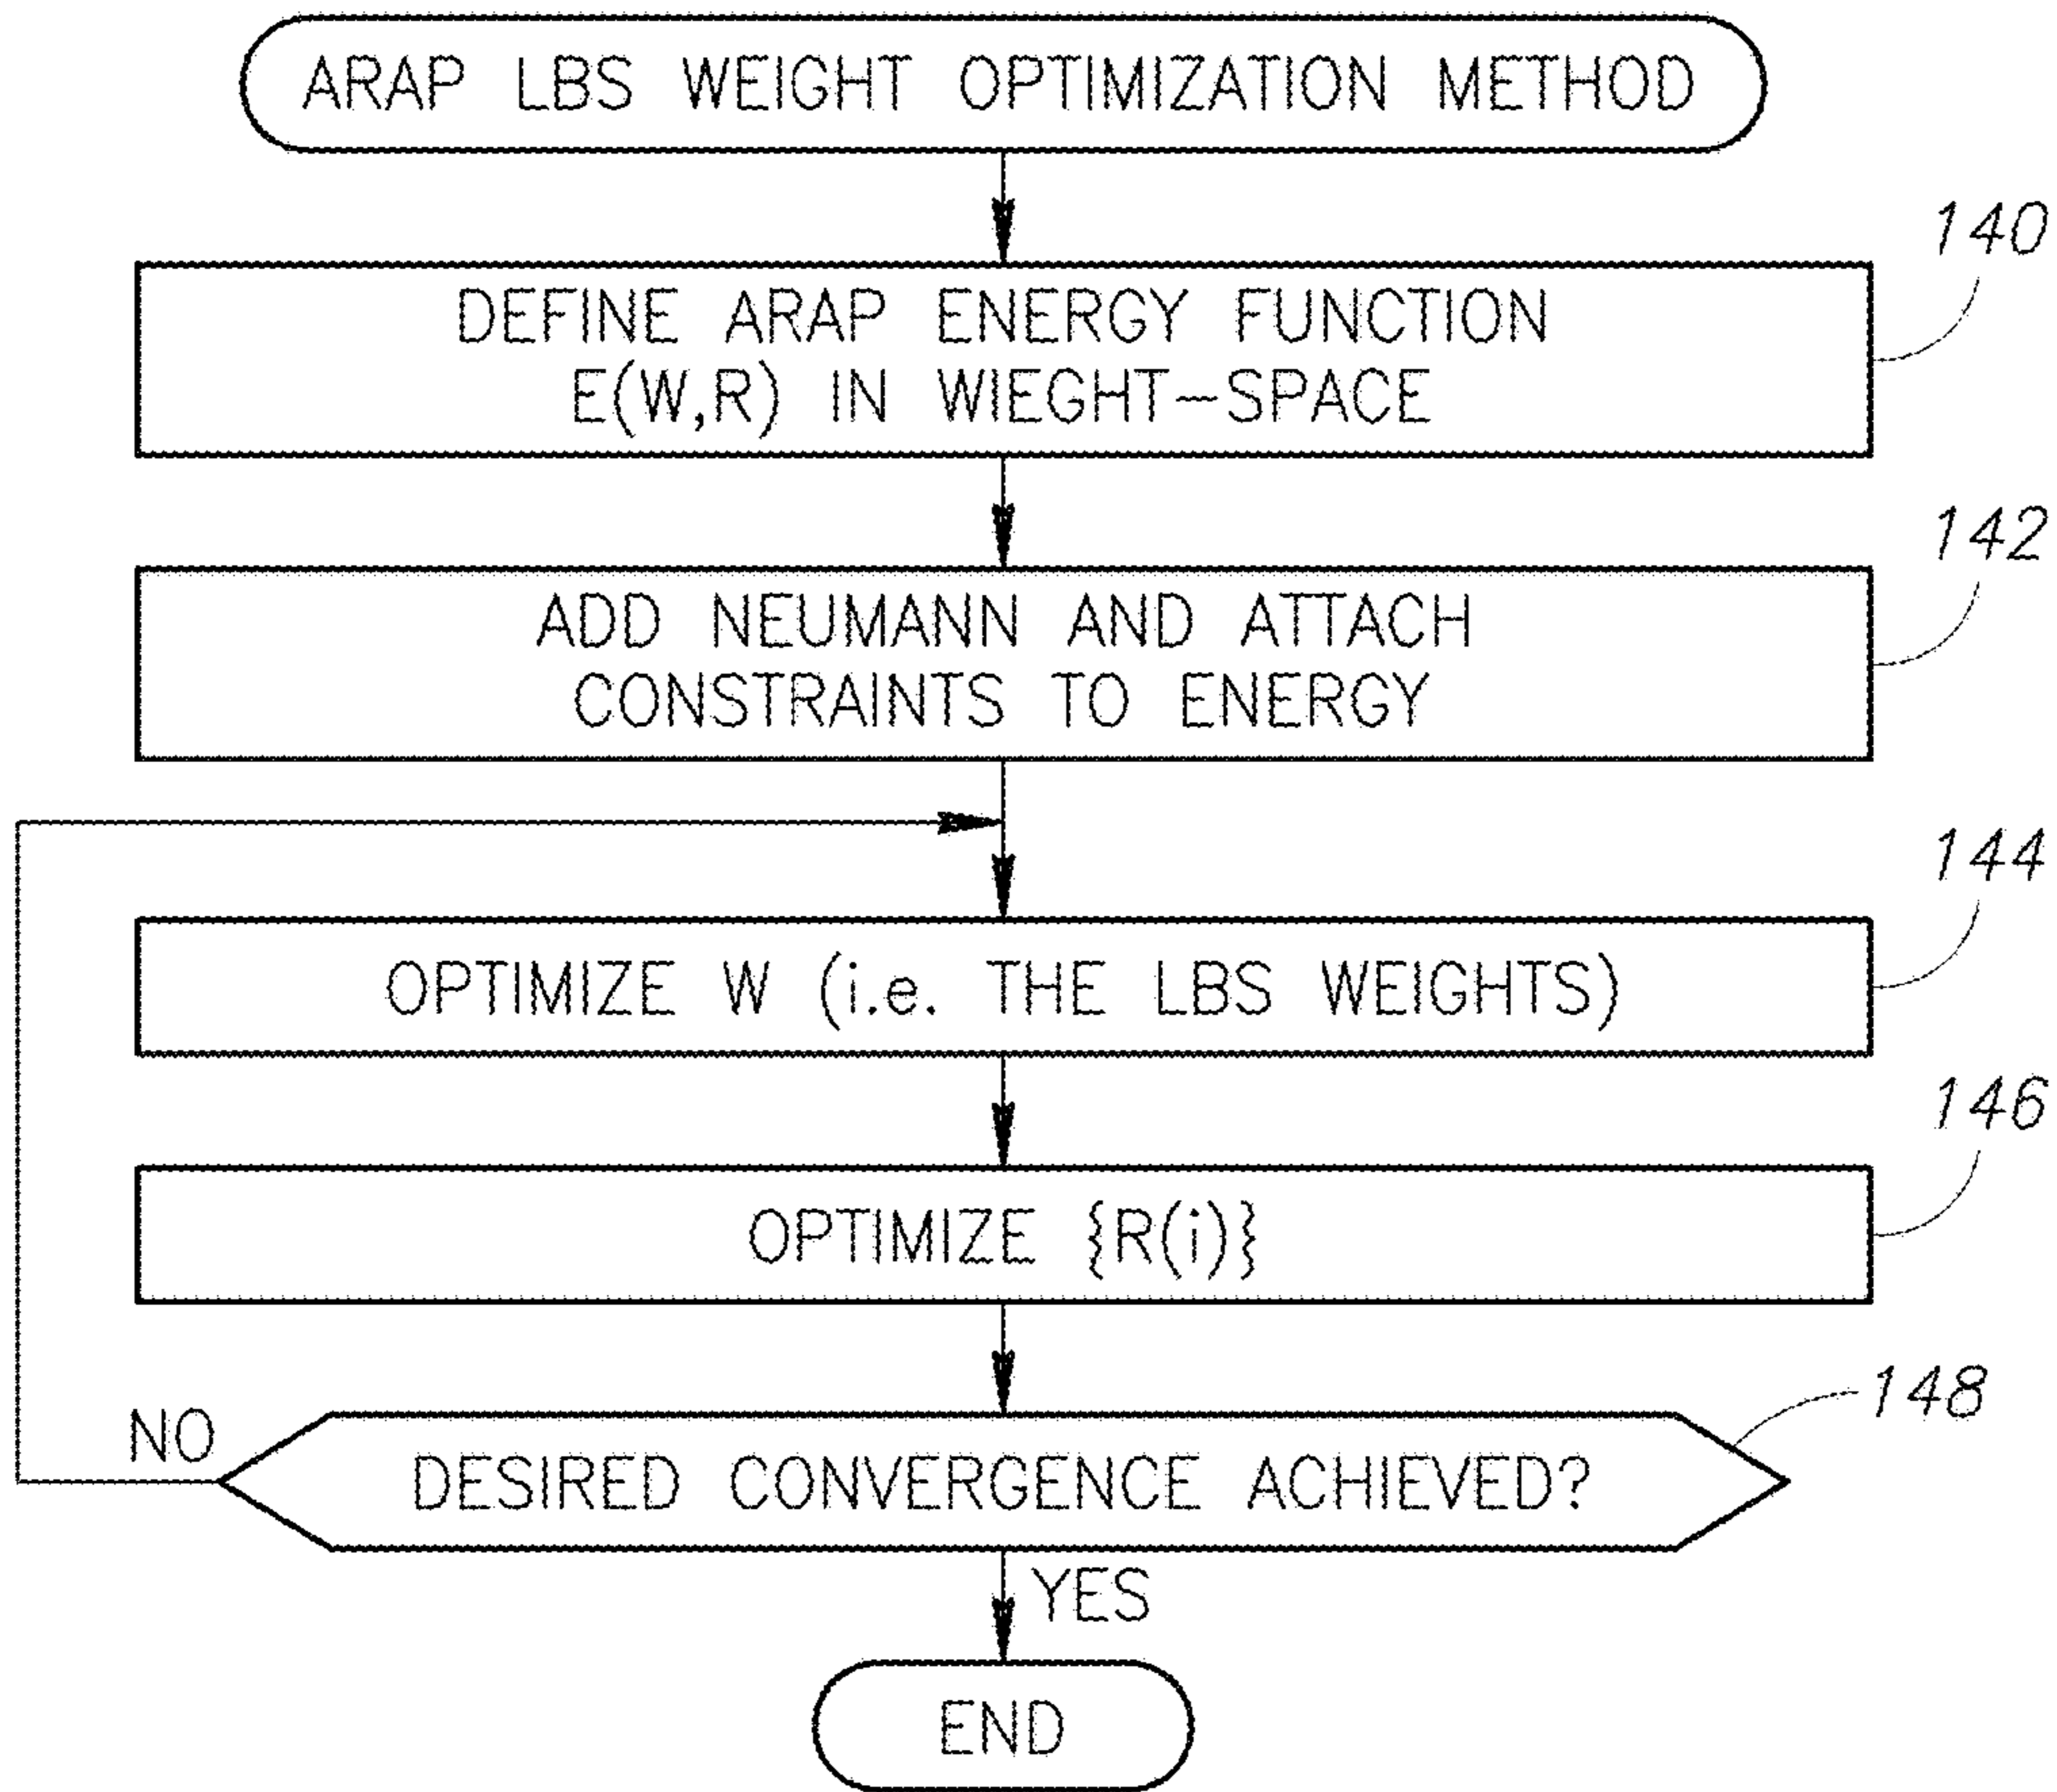 ARAP LBS WEIGHT OPTIMIZATION METHOD
140
DEFINE ARAP ENERGY FUNCTION
E(W,R) IN WIEGHT-SPACE
142
ADD NEUMANN AND ATTACH
CONSTRAINTS TO ENERGY
144
OPTIMIZE W (i.e. THE LBS WEIGHTS)
146
OPTIMIZE {R(i)}
148
NO
DESIRED CONVERGENCE ACHIEVED?
YES
END